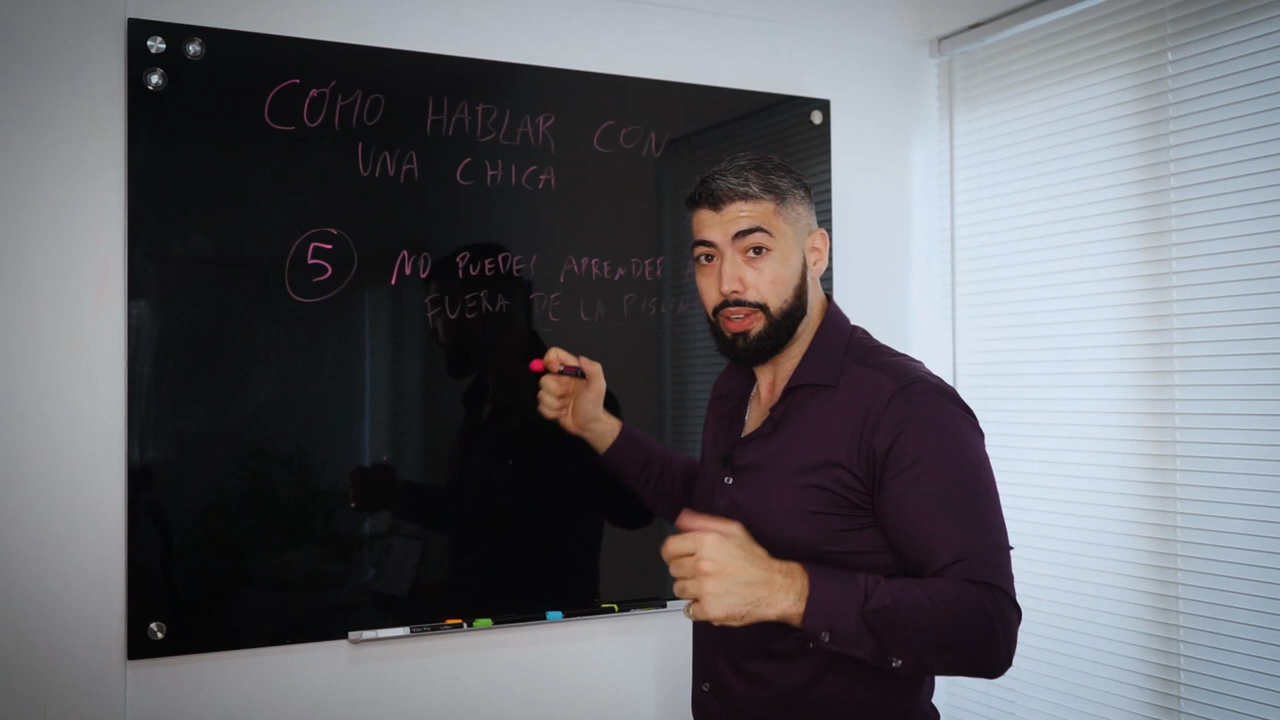 CÓMO HABLAR CON
UNA CHICA
5 NO PUEDES APRENDER
FUERA DE LA